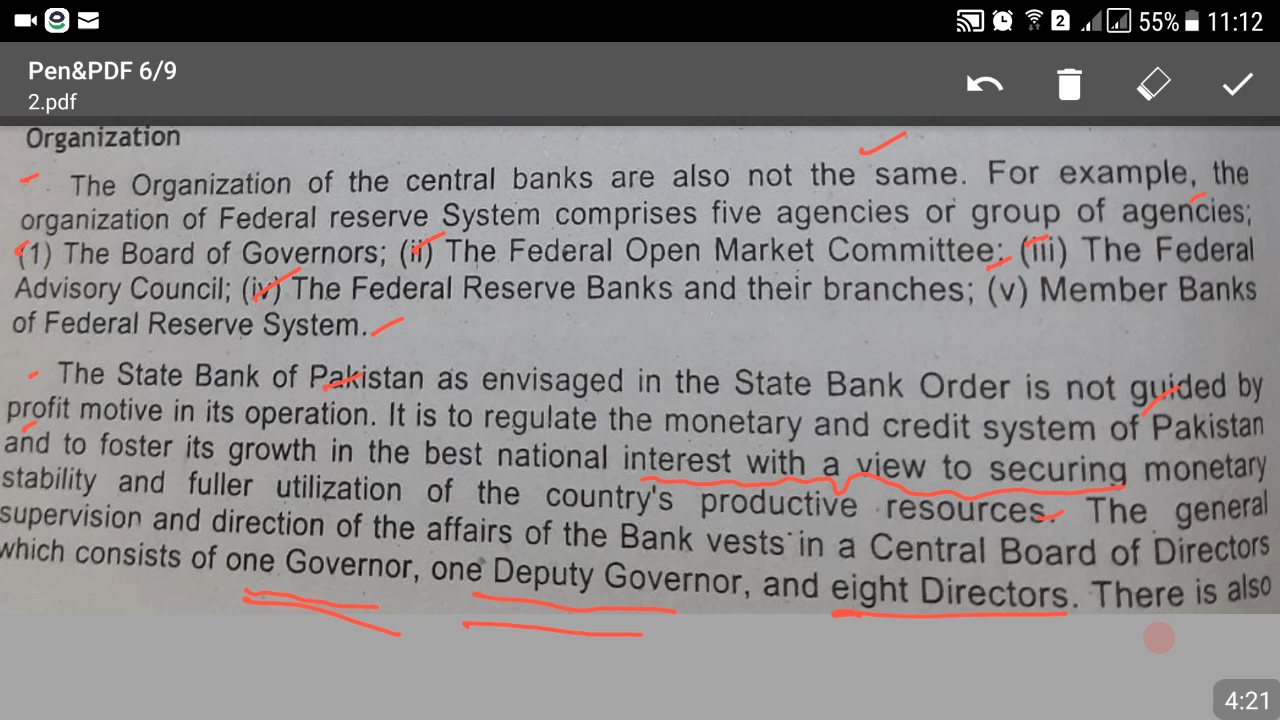 55% 11:12
Pen&PDF 6/9
2.pdf
Organization
The Organization of the central banks are also not the same. For example, the
organization of Federal reserve System comprises five agencies or group of agencies;
(1) The Board of Governors; (ii) The Federal Open Market Committee; (iii) The Federal
Advisory Council; (iv) The Federal Reserve Banks and their branches; (v) Member Banks
of Federal Reserve System.
The State Bank of Pakistan as envisaged in the State Bank Order is not guided by
profit motive in its operation. It is to regulate the monetary and credit system of Pakistan
and to foster its growth in the best national interest with a view to securing monetary
stability and fuller utilization of the country's productive resources. The general
supervision and direction of the affairs of the Bank vests in a Central Board of Directors
which consists of one Governor, one Deputy Governor, and eight Directors. There is also
4:21